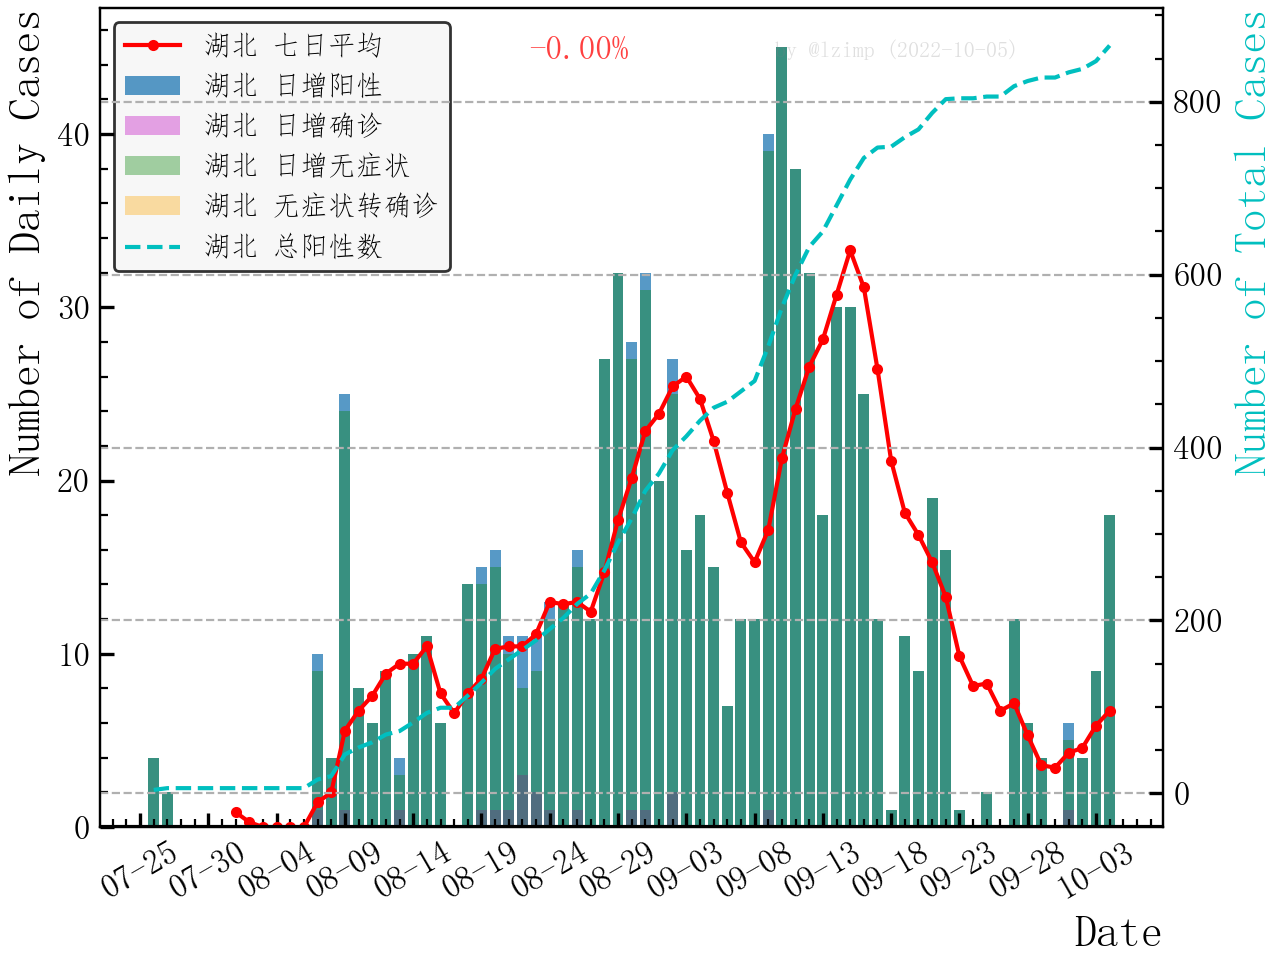 湖北 七日平均
湖北 日增阳性
湖北 日增确诊
湖北 日增无症状
湖北 无症状转确诊
湖北 总阳性数
-0.00%
by @lzimp (2022-10-05)
Number of Daily Cases
40
30
20
10
0
Number of Total Cases
800
600
400
200
0
07-25
07-30
08-04
08-09
08-14
08-19
08-24
08-29
09-03
09-08
09-13
09-18
09-23
09-28
10-03
Date